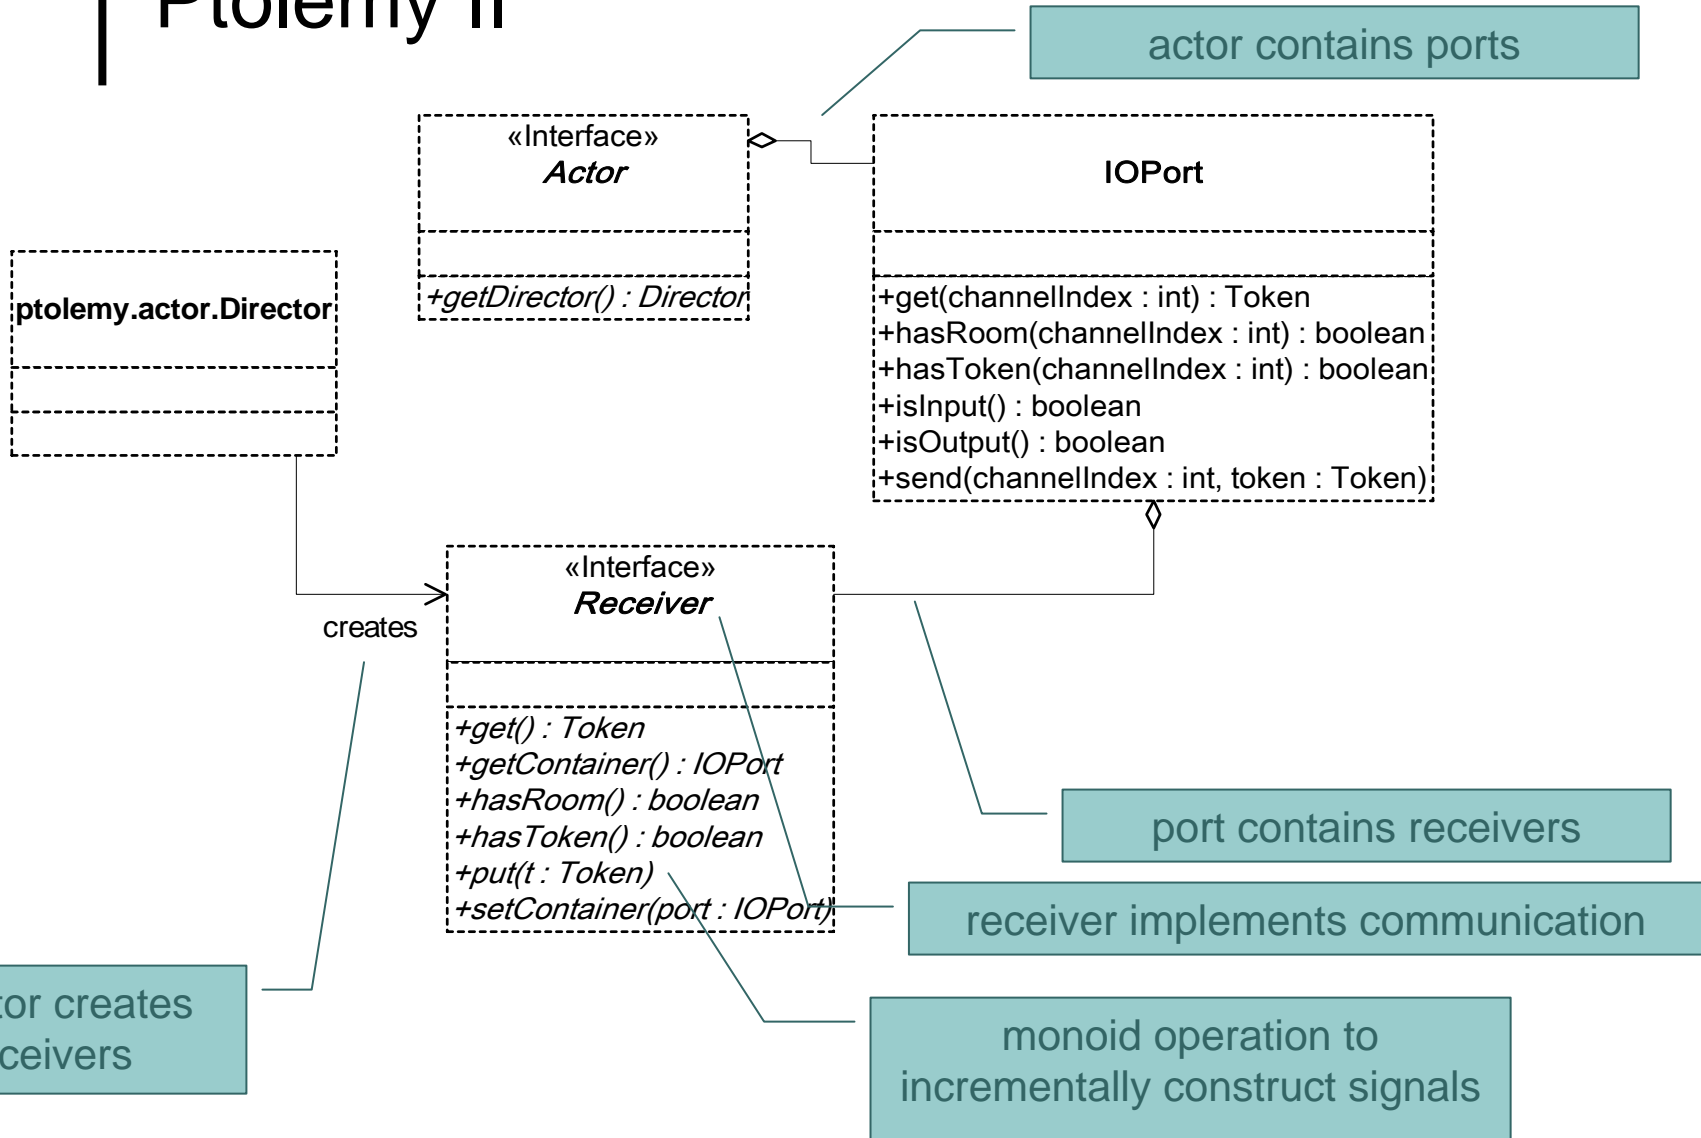 Ptolemy II
actor contains ports
«Interface»
Actor
+getDirector() : Director
IOPort
+get(channelIndex : int) : Token
+hasRoom(channelIndex : int) : boolean
+hasToken(channelIndex : int) : boolean
+isInput() : boolean
+isOutput() : boolean
+send(channelIndex : int, token : Token)
ptolemy.actor.Director
creates
«Interface»
Receiver
+get() : Token
+getContainer() : IOPort
+hasRoom() : boolean
+hasToken() : boolean
+put(t : Token)
+setContainer(port : IOPort)
port contains receivers
receiver implements communication
tor creates
ceivers
monoid operation to
incrementally construct signals